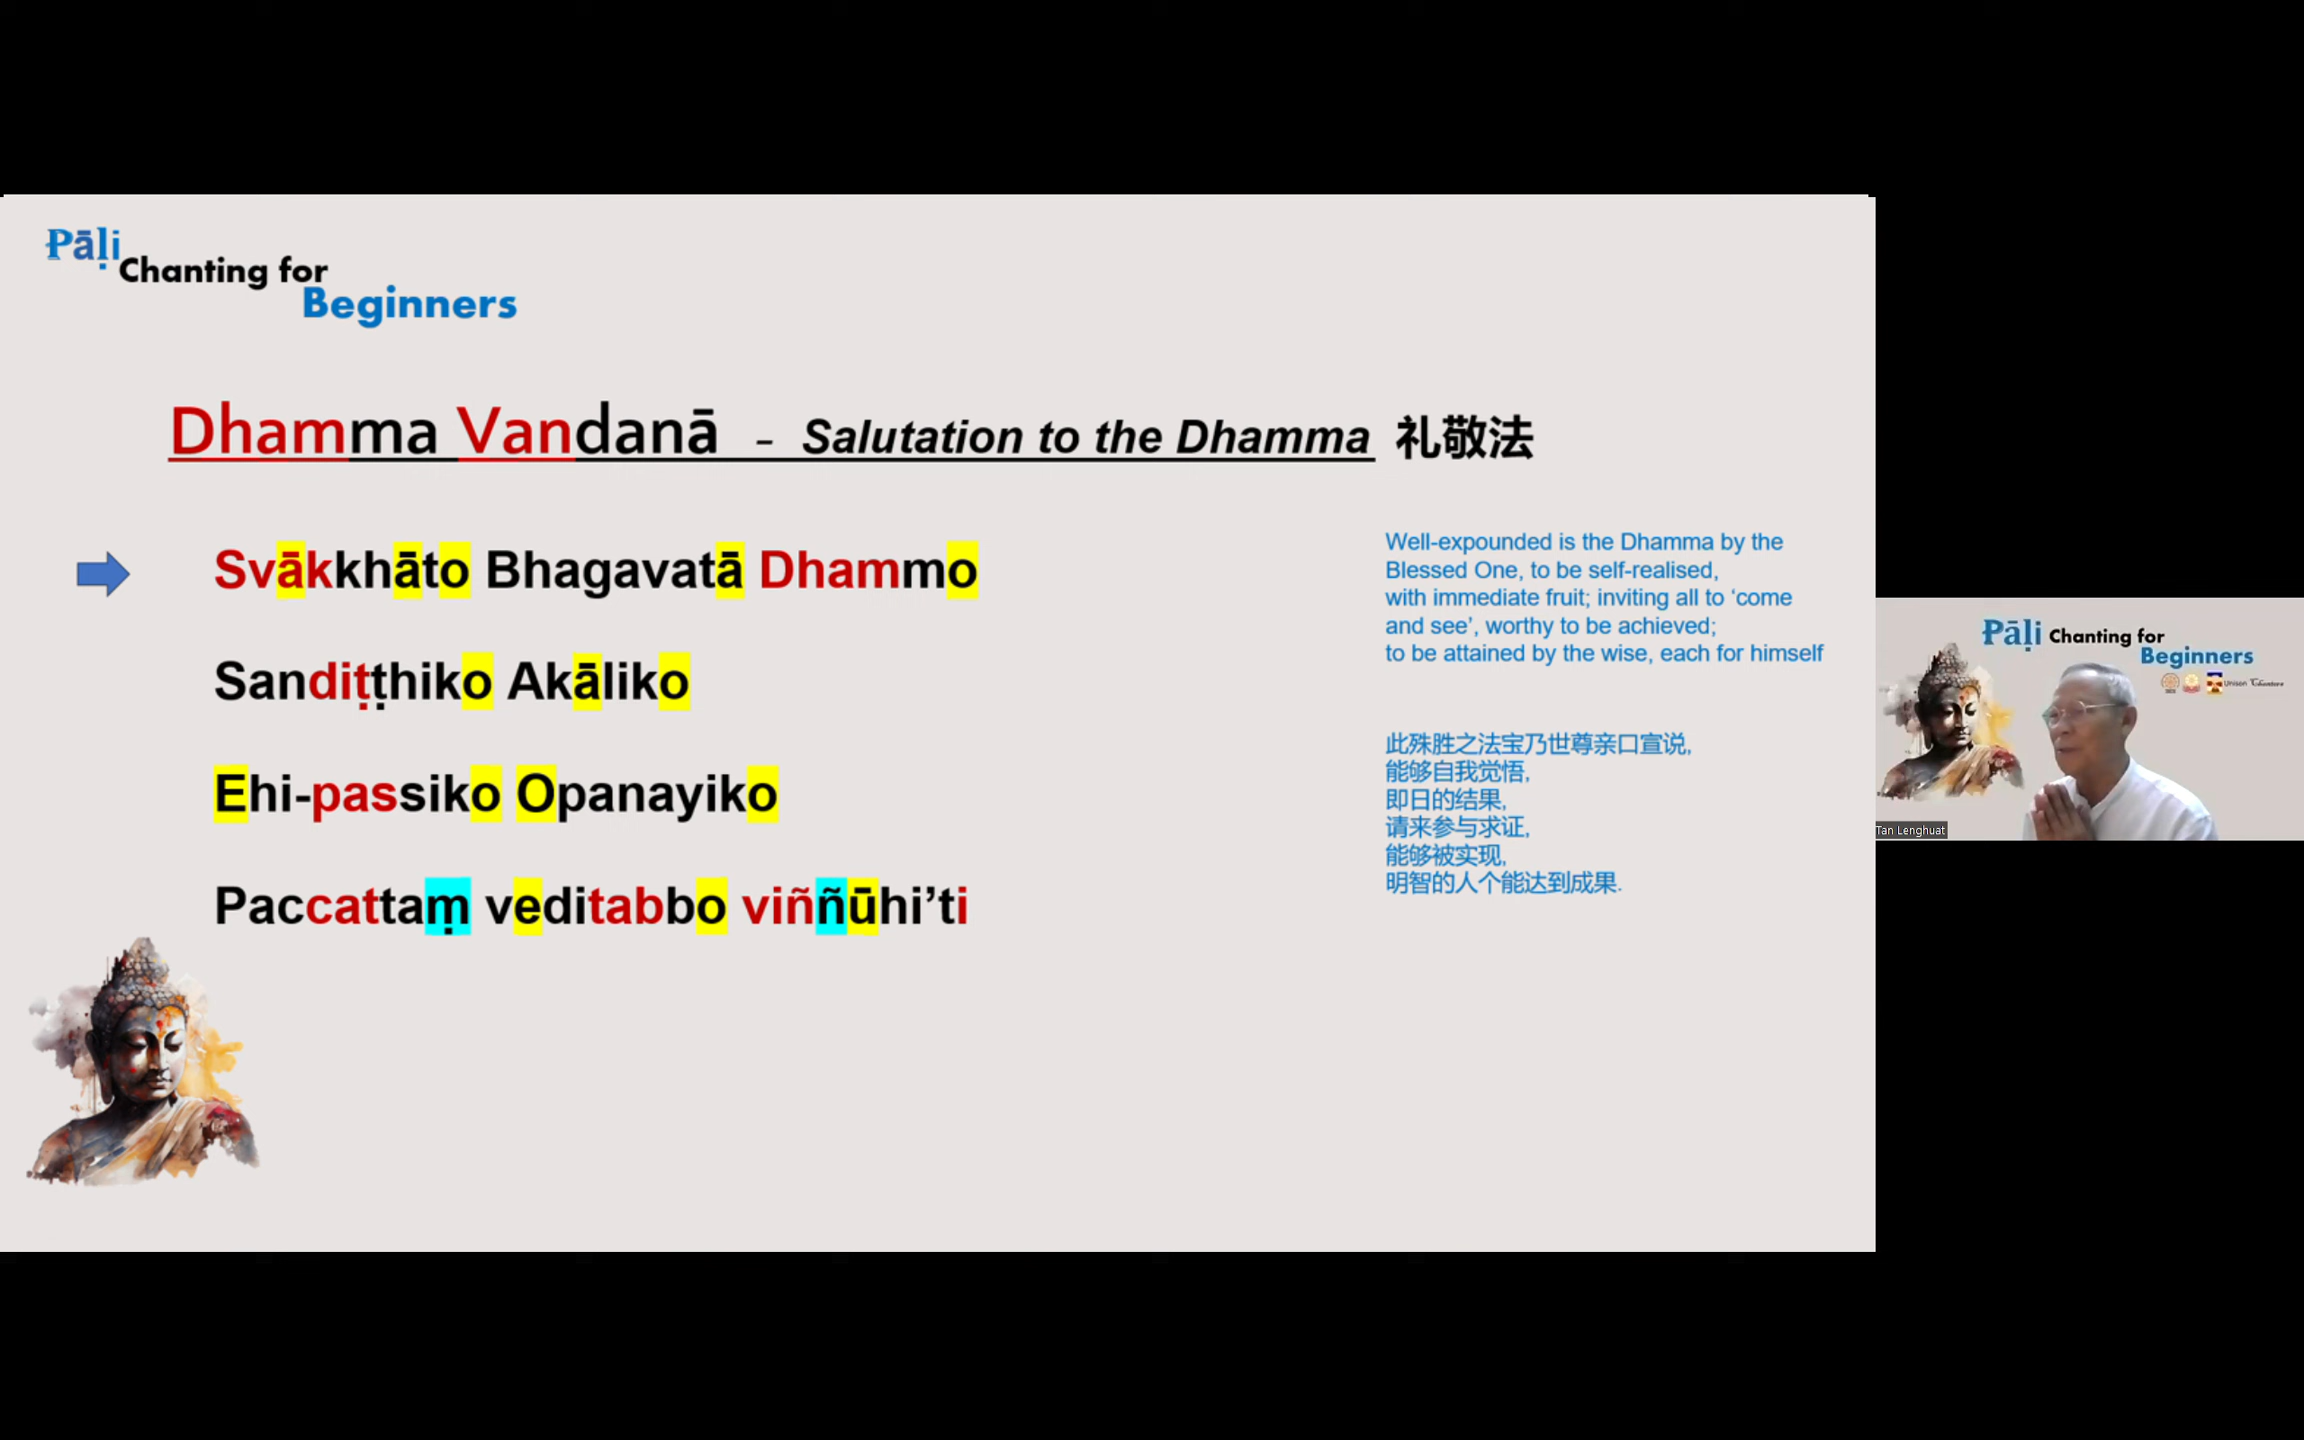 Pāḷi
Chanting for
Beginners
Dhamma Vandanā – Salutation to the Dhamma 礼敬法
Svākkhāto Bhagavatā Dhammo
Sandiṭṭhiko Akāliko
Ehi-passiko Opanayiko
Paccattaṃ veditabbo viññūhi’ti
Well-expounded is the Dhamma by the
Blessed One, to be self-realised,
with immediate fruit; inviting all to ‘come
and see’, worthy to be achieved;
to be attained by the wise, each for himself
此殊胜之法宝乃世尊亲口宣说,
能够自我觉悟,
即日的结果,
请来参与求证,
能够被实现,
明智的人个能达到成果.
Pāḷi Chanting for
Beginners
Unison Chanters
Tan Lenghuat